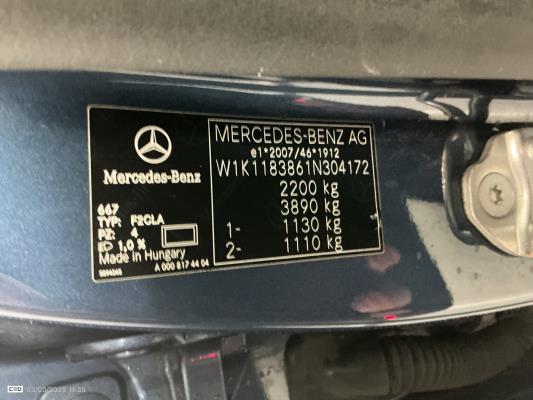 MERCEDES-BENZ AG
e1*2007/46*1912
W1K1183861N304172
2200 kg
3890 kg
1- 1130 kg
2- 1110 kg
Mercedes-Benz
667
TYP: F2CLA
PZ: 4
1,0 %
Made in Hungary
A 000 817 44 04